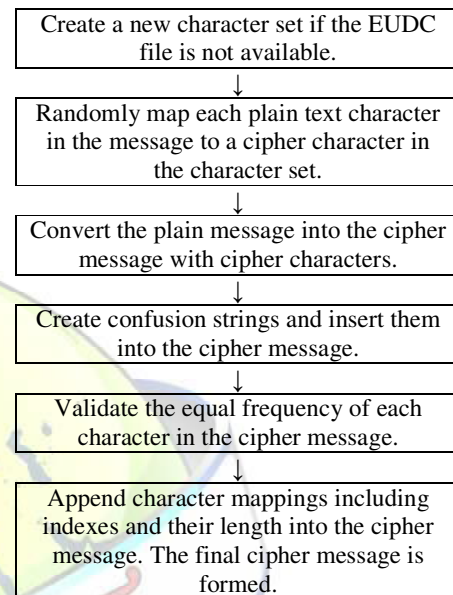 Create a new character set if the EUDC
file is not available.
↓
Randomly map each plain text character
in the message to a cipher character in
the character set.
↓
Convert the plain message into the cipher
message with cipher characters.
↓
Create confusion strings and insert them
into the cipher message.
↓
Validate the equal frequency of each
character in the cipher message.
↓
Append character mappings including
indexes and their length into the cipher
message. The final cipher message is
formed.